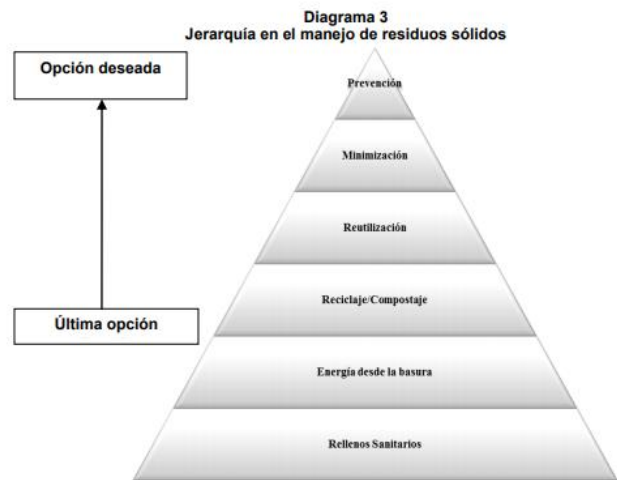 Diagrama 3
Jerarquía en el manejo de residuos sólidos
Opción deseada
Prevención
Minimización
Reutilización
Reciclaje/Compostaje
Última opción
Energía desde la basura
Rellenos Sanitarios